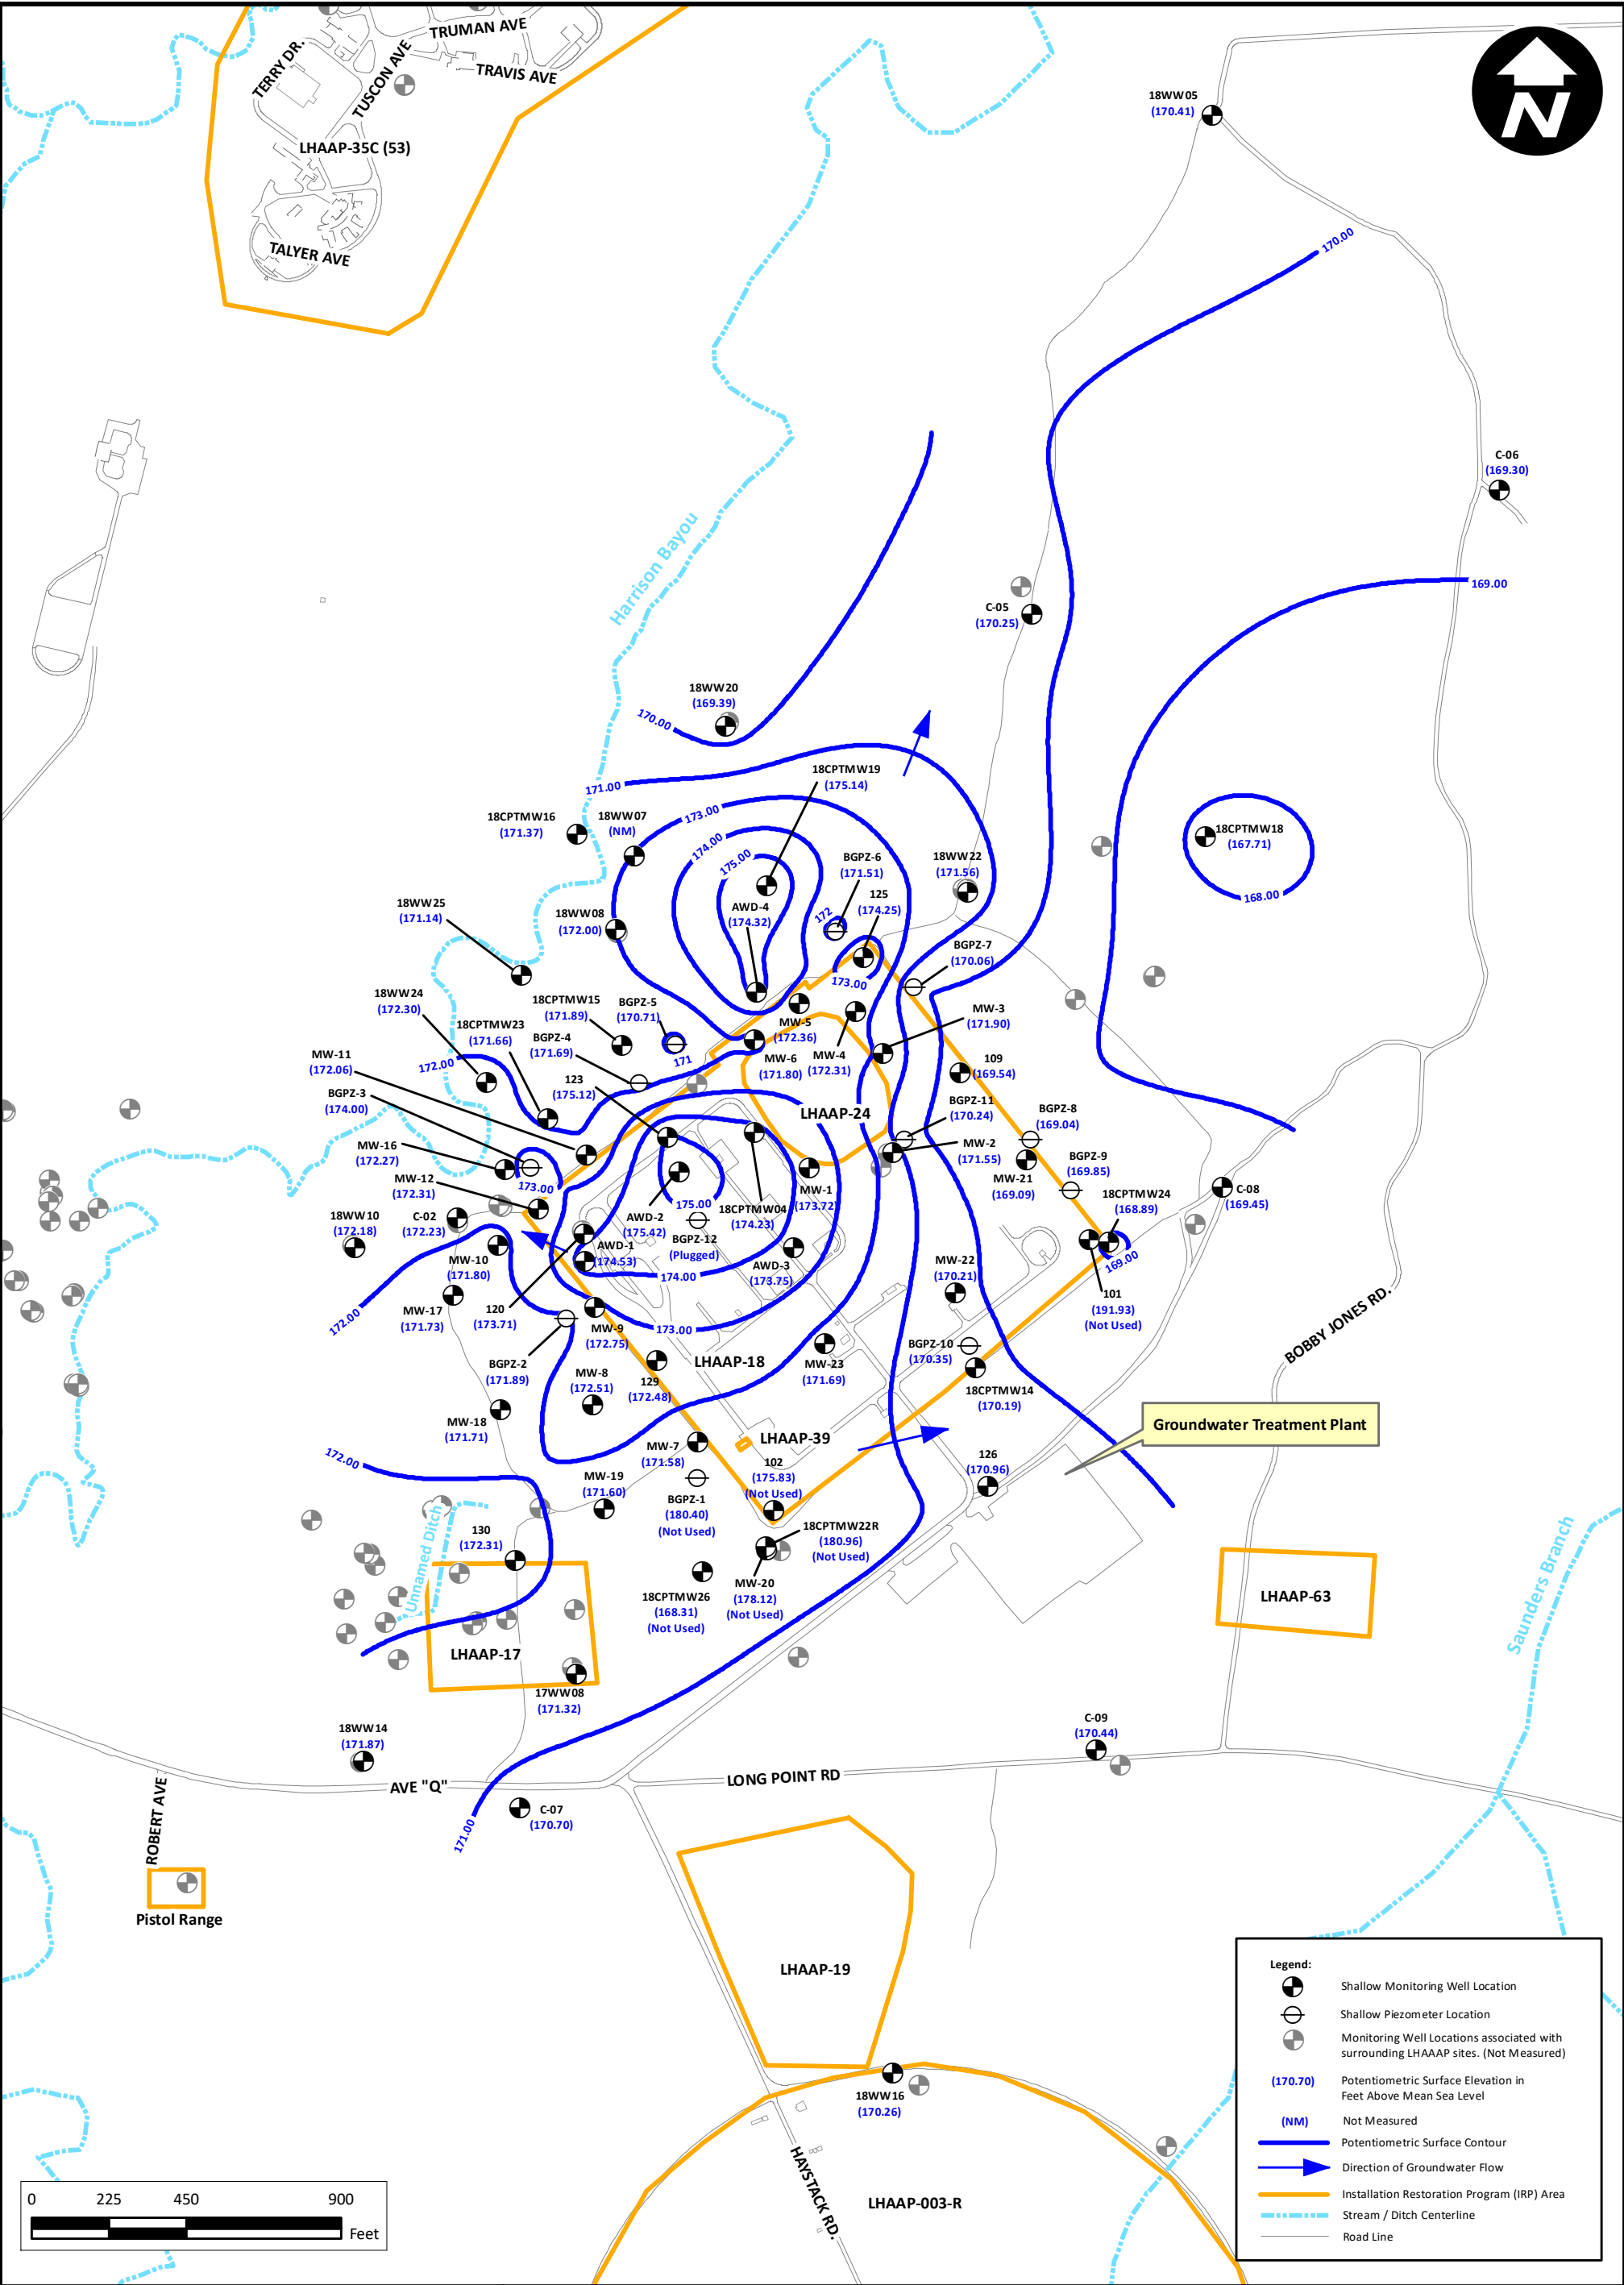 TRUMAN AVE
TERRY DR.
TUSCON AVE
TRAVIS AVE
LHAAP-35C (53)
TALYER AVE
N
18WW05
(170.41)
170.00
C-06
(169.30)
Harrison Bayou
169.00
C-05
(170.25)
18WW20
(169.39)
170.00
171.00
18CPTMW19
(175.14)
18CPTMW16
(171.37)
18WW07
(NM)
173.00
174.00
175.00
18CPTMW18
(167.71)
168.00
BGPZ-6
(171.51)
18WW22
(171.56)
125
(174.25)
172
AWD-4
(174.32)
18WW25
(171.14)
18WW08
(172.00)
BGPZ-7
(170.06)
173.00
18WW24
(172.30)
18CPTMW15
(171.89)
BGPZ-5
(170.71)
18CPTMW23
(171.66)
BGPZ-4
(171.69)
MW-5
(172.36)
MW-3
(171.90)
MW-6
(171.80)
MW-4
(172.31)
171
109
(169.54)
MW-11
(172.06)
172.00
123
(175.12)
BGPZ-3
(174.00)
LHAAP-24
BGPZ-11
(170.24)
BGPZ-8
(169.04)
MW-16
(172.27)
MW-2
(171.55)
BGPZ-9
(169.85)
MW-12
(172.31)
173.00
MW-1
(173.72)
MW-21
(169.09)
18CPTMW24
(168.89)
C-08
(169.45)
175.00
18CPTMW04
(174.23)
18WW10
(172.18)
C-02
(172.23)
AWD-2
(175.42)
BGPZ-12
(Plugged)
AWD-1
(174.53)
MW-10
(171.80)
AWD-3
(173.75)
174.00
MW-22
(170.21)
169.00
101
(191.93)
(Not Used)
MW-17
(171.73)
120
(173.71)
172.00
MW-9
(172.75)
173.00
BOBBY JONES RD.
BGPZ-10
(170.35)
BGPZ-2
(171.89)
LHAAP-18
MW-23
(171.69)
MW-8
(172.51)
129
(172.48)
18CPTMW14
(170.19)
MW-18
(171.71)
Groundwater Treatment Plant
LHAAP-39
MW-7
(171.58)
172.00
102
(175.83)
(Not Used)
126
(170.96)
MW-19
(171.60)
BGPZ-1
(180.40)
(Not Used)
Unnamed Ditch
130
(172.31)
18CPTMW22R
(180.96)
(Not Used)
Saunders Branch
18CPTMW26
(168.31)
(Not Used)
MW-20
(178.12)
(Not Used)
LHAAP-63
LHAAP-17
17WW08
(171.32)
18WW14
(171.87)
C-09
(170.44)
AVE "Q"
LONG POINT RD
ROBERT AVE
171.00
C-07
(170.70)
Pistol Range
LHAAP-19
18WW16
(170.26)
HAYSTACK RD.
LHAAP-003-R
0 225 450 900
Feet
Legend:
Shallow Monitoring Well Location
Shallow Piezometer Location
Monitoring Well Locations associated with
surrounding LHAAAP sites. (Not Measured)
(170.70) Potentiometric Surface Elevation in
Feet Above Mean Sea Level
(NM) Not Measured
Potentiometric Surface Contour
Direction of Groundwater Flow
Installation Restoration Program (IRP) Area
Stream / Ditch Centerline
Road Line